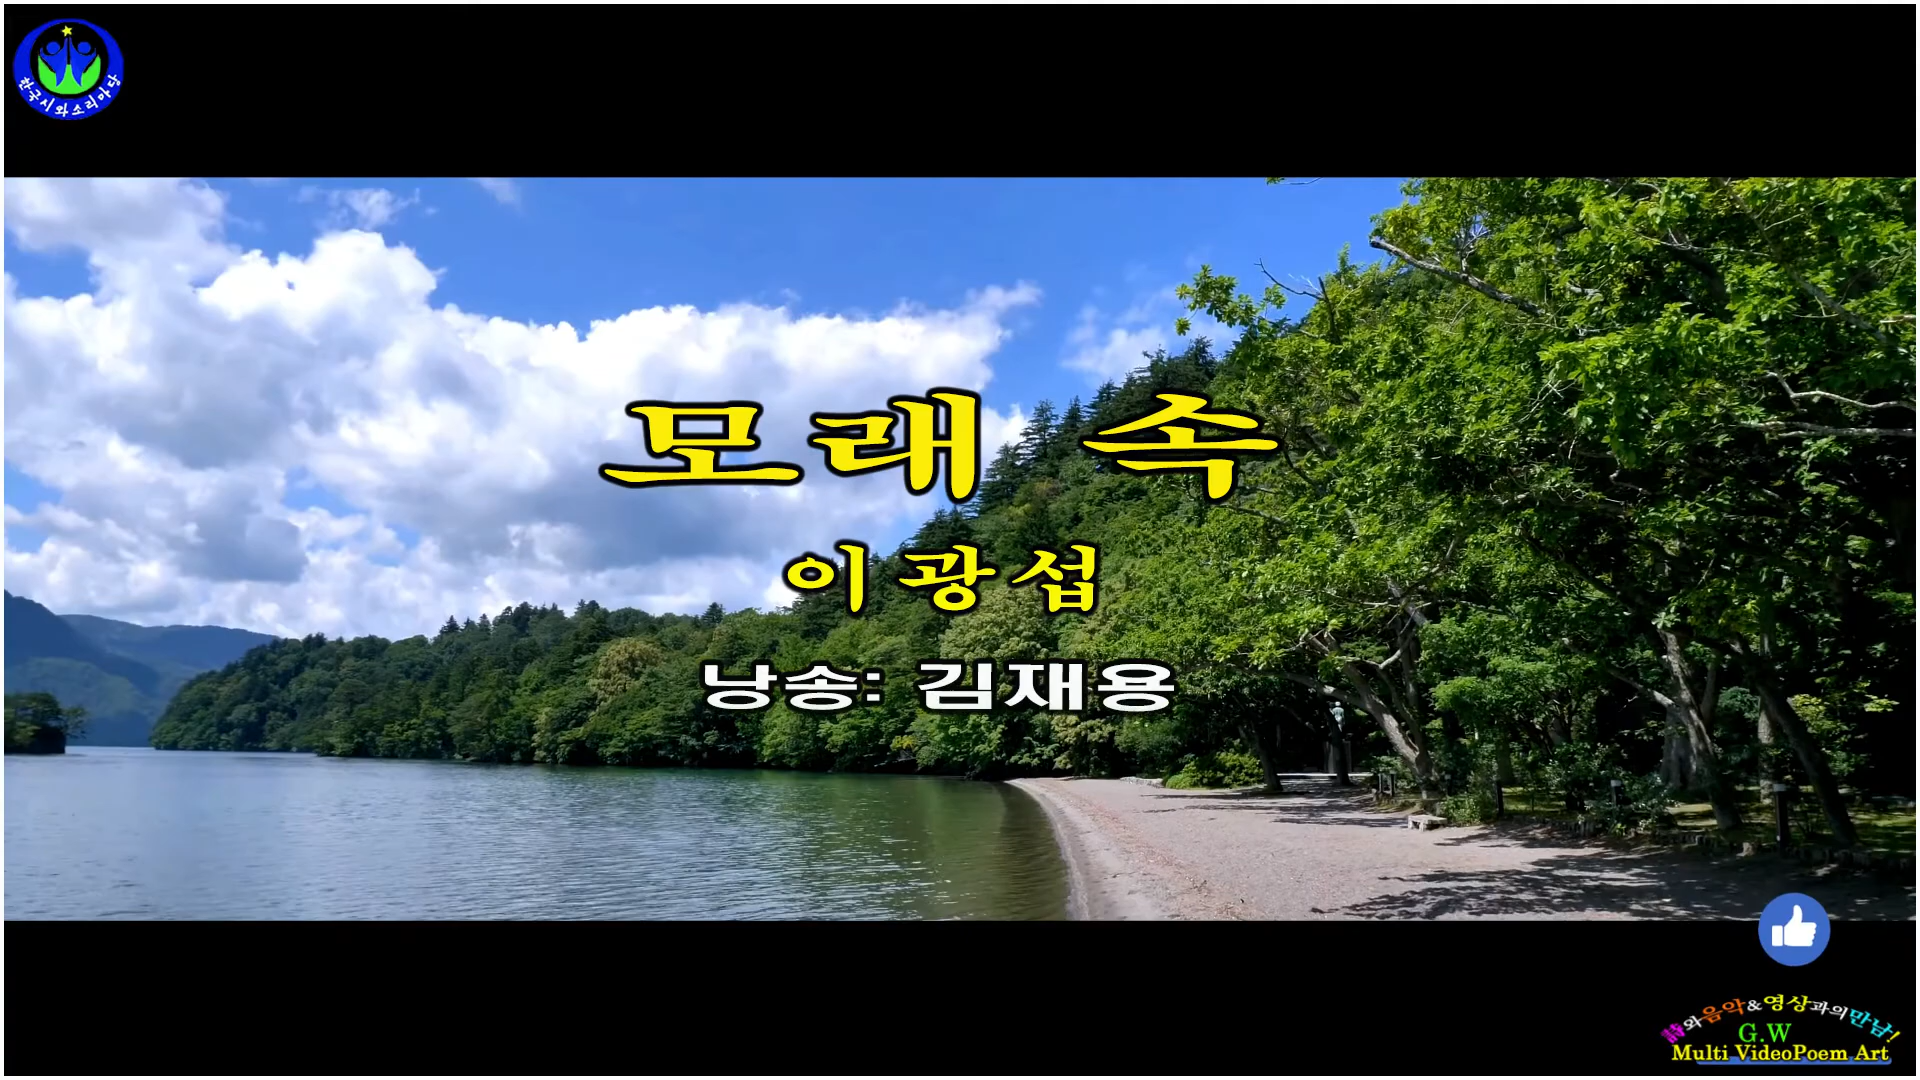 한국시와소리마당
모래 속
이광섭
낭송: 김재용
詩와음악&영상과의만남!
G.W
Multi VideoPoem Art